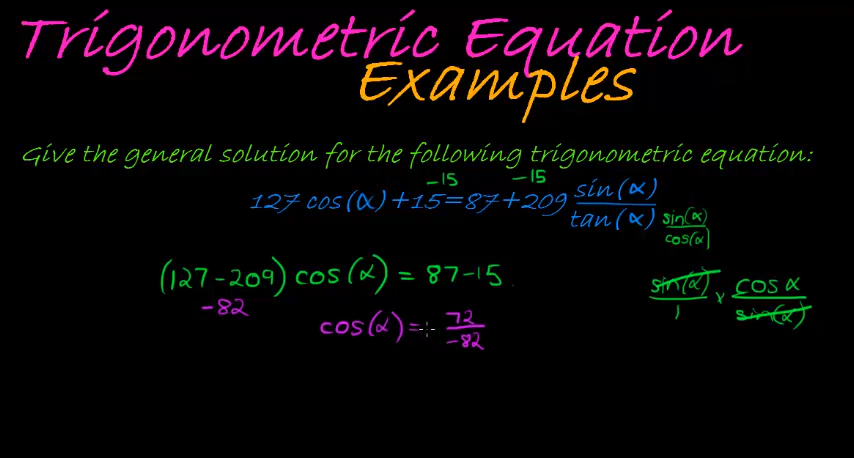 Trigonometric Equation
Examples
Give the general solution for the following trigonometric equation:
-15 -15
127 cos(α)+15=87+209 sin(α)/tan(α)
sin(α)/cos(α)
(127-209) cos(α) = 87-15
-82
sin(α)/1 × cos α/sin(α)
cos(α) = 72/-82